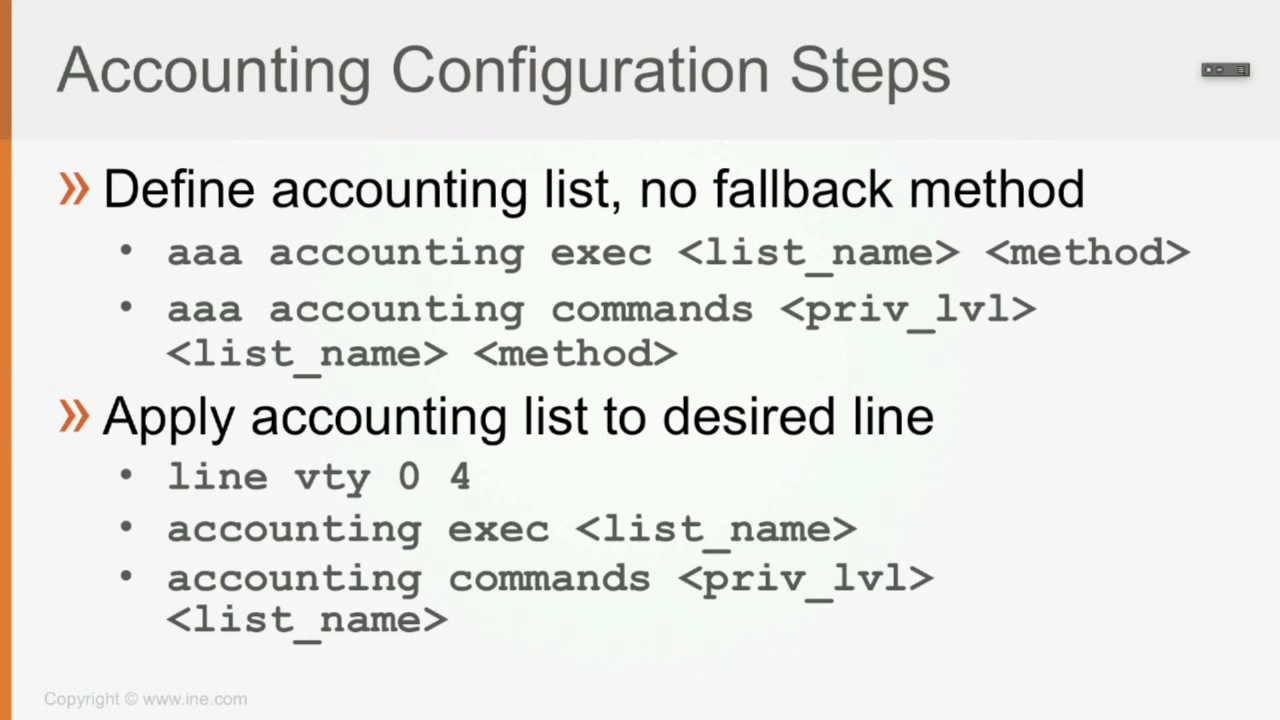 Accounting Configuration Steps
» Define accounting list, no fallback method
• aaa accounting exec <list_name> <method>
• aaa accounting commands <priv_lvl>
<list_name> <method>
» Apply accounting list to desired line
• line vty 0 4
• accounting exec <list_name>
• accounting commands <priv_lvl>
<list_name>
Copyright © www.ine.com